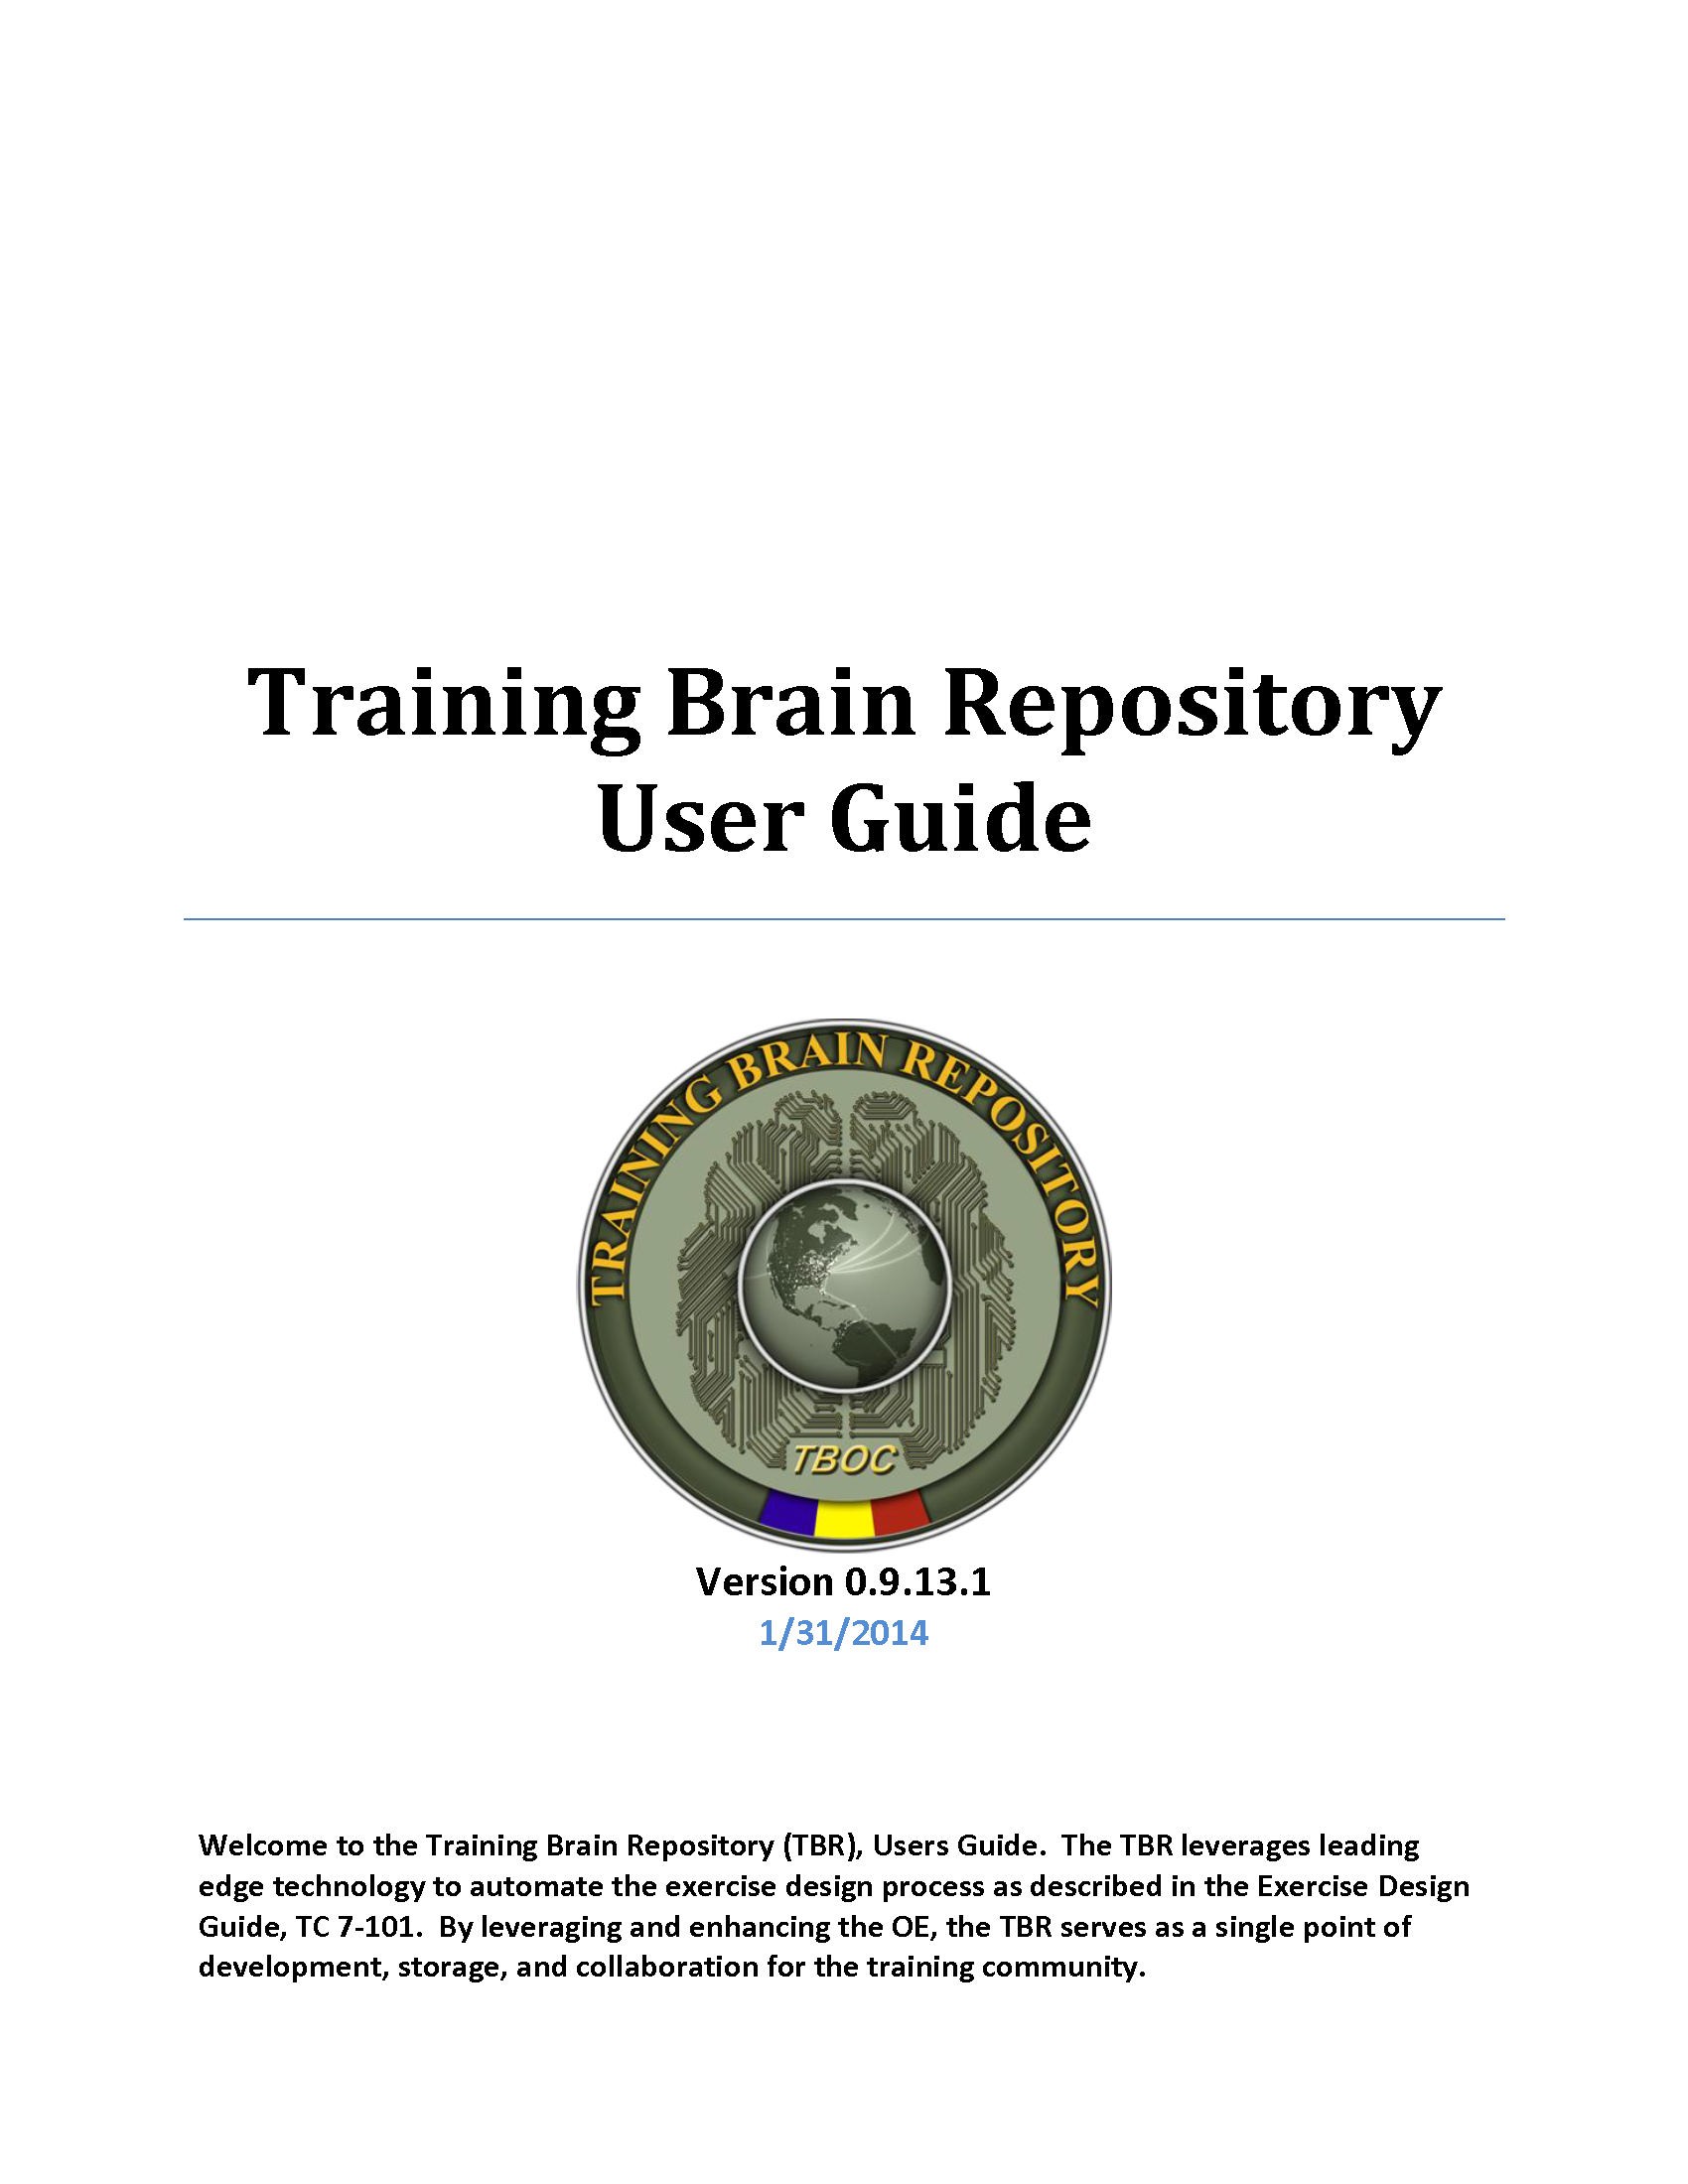 Training Brain Repository
User Guide
TRAINING BRAIN REPOSITORY
TBOC
Version 0.9.13.1
1/31/2014
Welcome to the Training Brain Repository (TBR), Users Guide.  The TBR leverages leading
edge technology to automate the exercise design process as described in the Exercise Design
Guide, TC 7-101.  By leveraging and enhancing the OE, the TBR serves as a single point of
development, storage, and collaboration for the training community.